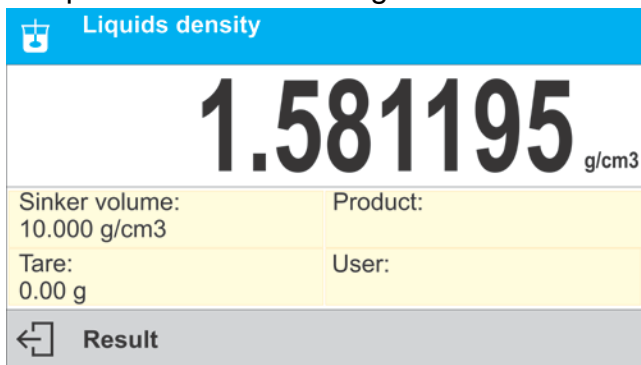 Liquids density
1.581195 g/cm3
Sinker volume:
10.000 g/cm3
Product:
Tare:
0.00 g
User:
Result